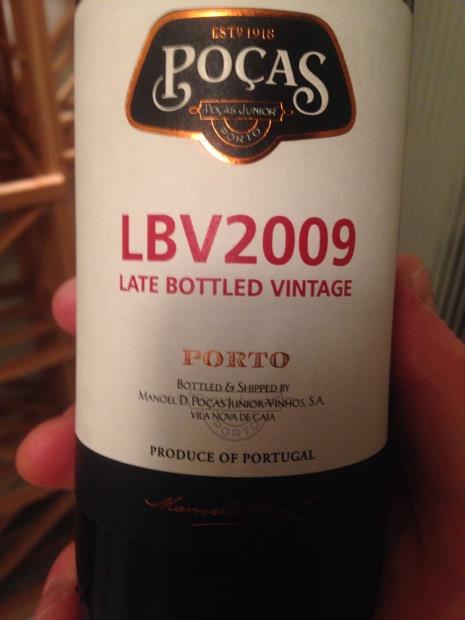 ESTD 1918
POÇAS
POÇAS JUNIOR
PORTO
LBV2009
LATE BOTTLED VINTAGE
PORTO
BOTTLED & SHIPPED BY
MANOEL D. POÇAS JUNIOR-VINHOS, S.A.
VILA NOVA DE GAIA
PORTO
PRODUCE OF PORTUGAL